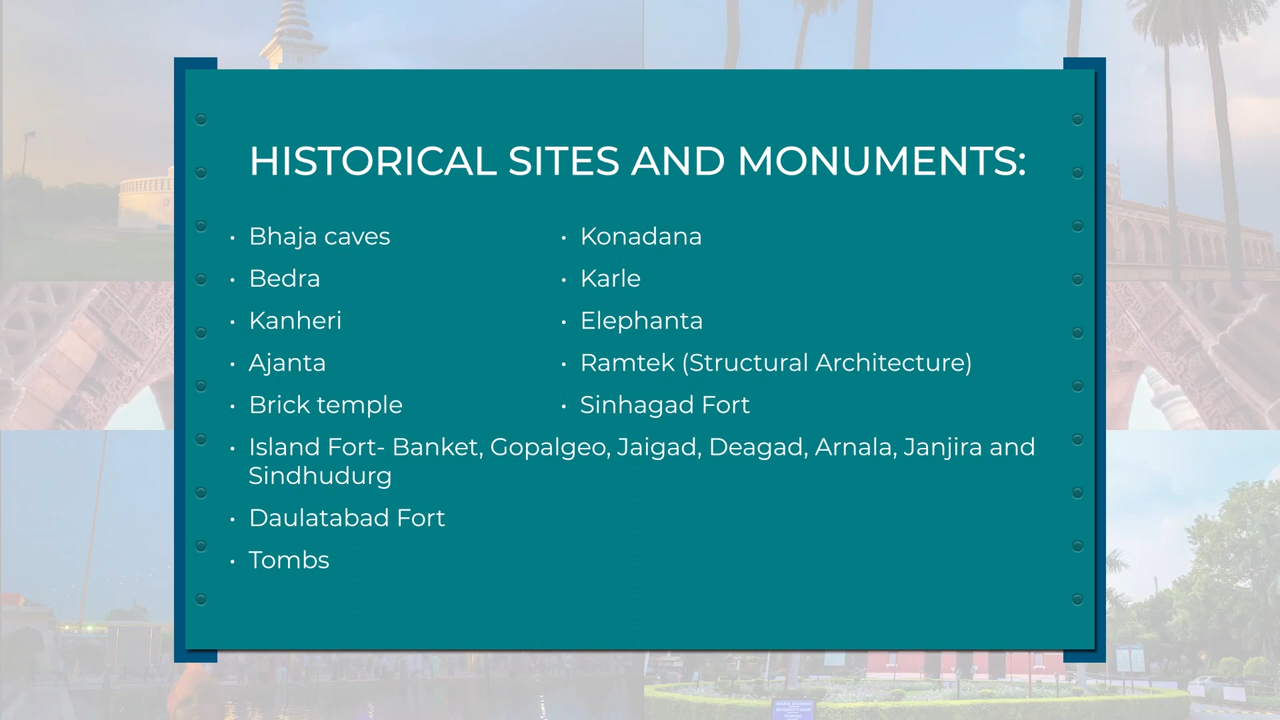 HISTORICAL SITES AND MONUMENTS:
• Bhaja caves
• Bedra
• Kanheri
• Ajanta
• Brick temple
• Konadana
• Karle
• Elephanta
• Ramtek (Structural Architecture)
• Sinhagad Fort
• Island Fort- Banket, Gopalgeo, Jaigad, Deagad, Arnala, Janjira and
Sindhudurg
• Daulatabad Fort
• Tombs